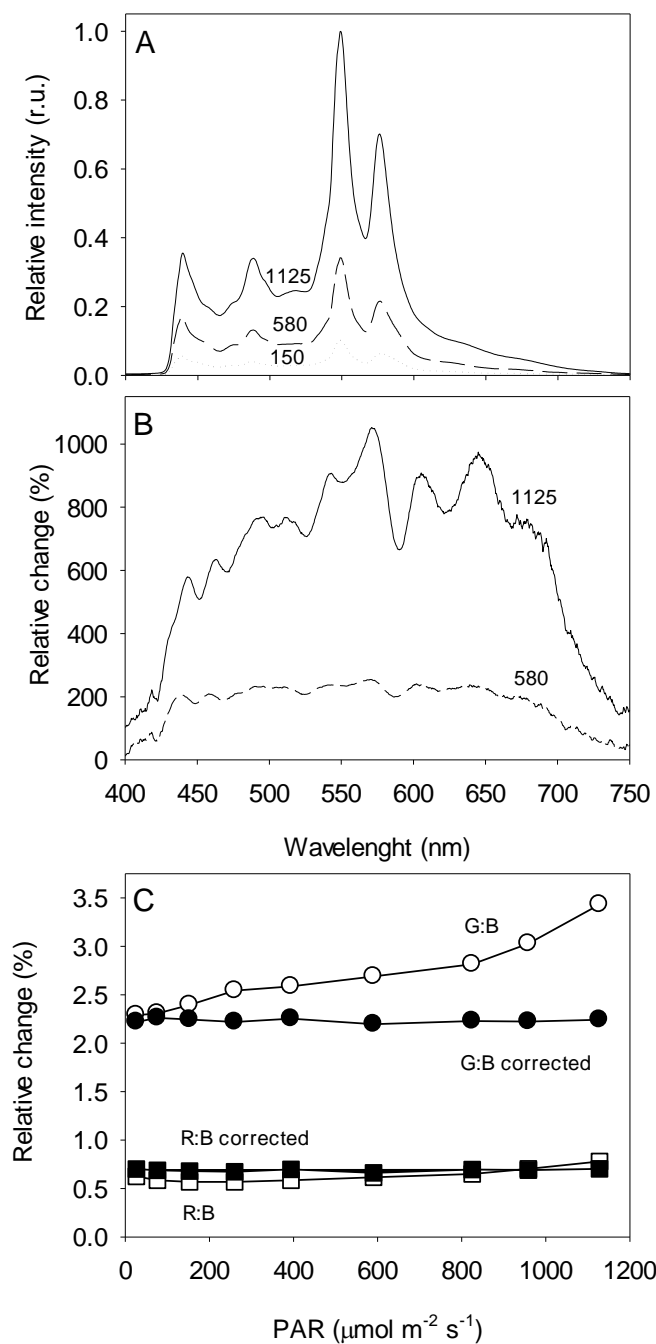 A
Relative intensity (r.u.)
1.0
0.8
0.6
0.4
0.2
0.0
1125
580
150
B
Relative change (%)
1000
800
600
400
200
0
1125
580
400 450 500 550 600 650 700 750
Wavelenght (nm)
C
Relative change (%)
3.5
3.0
2.5
2.0
1.5
1.0
0.5
0.0
G:B
G:B corrected
R:B corrected
R:B
0 200 400 600 800 1000 1200
PAR (μmol m⁻² s⁻¹)